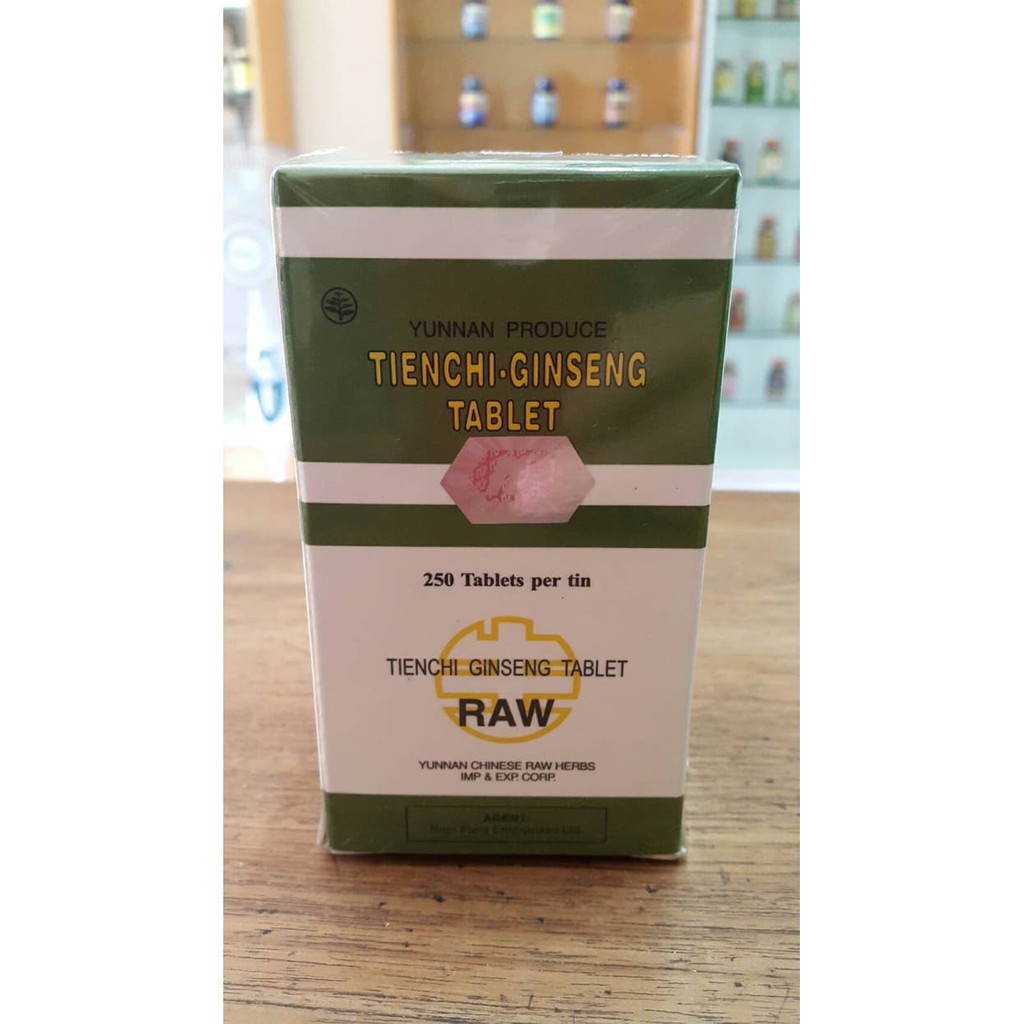 YUNNAN PRODUCE
TIENCHI·GINSENG
TABLET
250 Tablets per tin
TIENCHI GINSENG TABLET
RAW
YUNNAN CHINESE RAW HERBS
IMP & EXP. CORP.
AGENT: